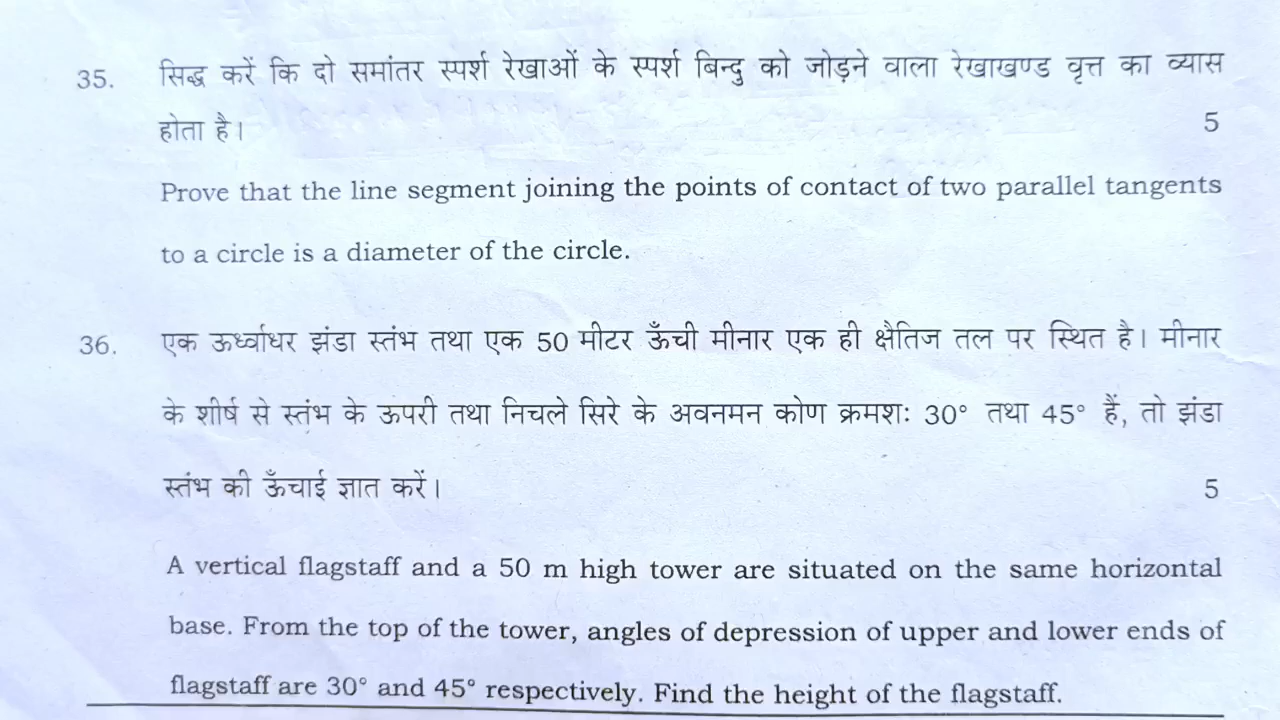 35. सिद्ध करें कि दो समांतर स्पर्श रेखाओं के स्पर्श बिन्दु को जोड़ने वाला रेखाखण्ड वृत्त का व्यास
होता है। 5
Prove that the line segment joining the points of contact of two parallel tangents
to a circle is a diameter of the circle.
36. एक ऊर्ध्वाधर झंडा स्तंभ तथा एक 50 मीटर ऊँची मीनार एक ही क्षैतिज तल पर स्थित है। मीनार
के शीर्ष से स्तंभ के ऊपरी तथा निचले सिरे के अवनमन कोण क्रमशः 30° तथा 45° हैं, तो झंडा
स्तंभ की ऊँचाई ज्ञात करें। 5
A vertical flagstaff and a 50 m high tower are situated on the same horizontal
base. From the top of the tower, angles of depression of upper and lower ends of
flagstaff are 30° and 45° respectively. Find the height of the flagstaff.